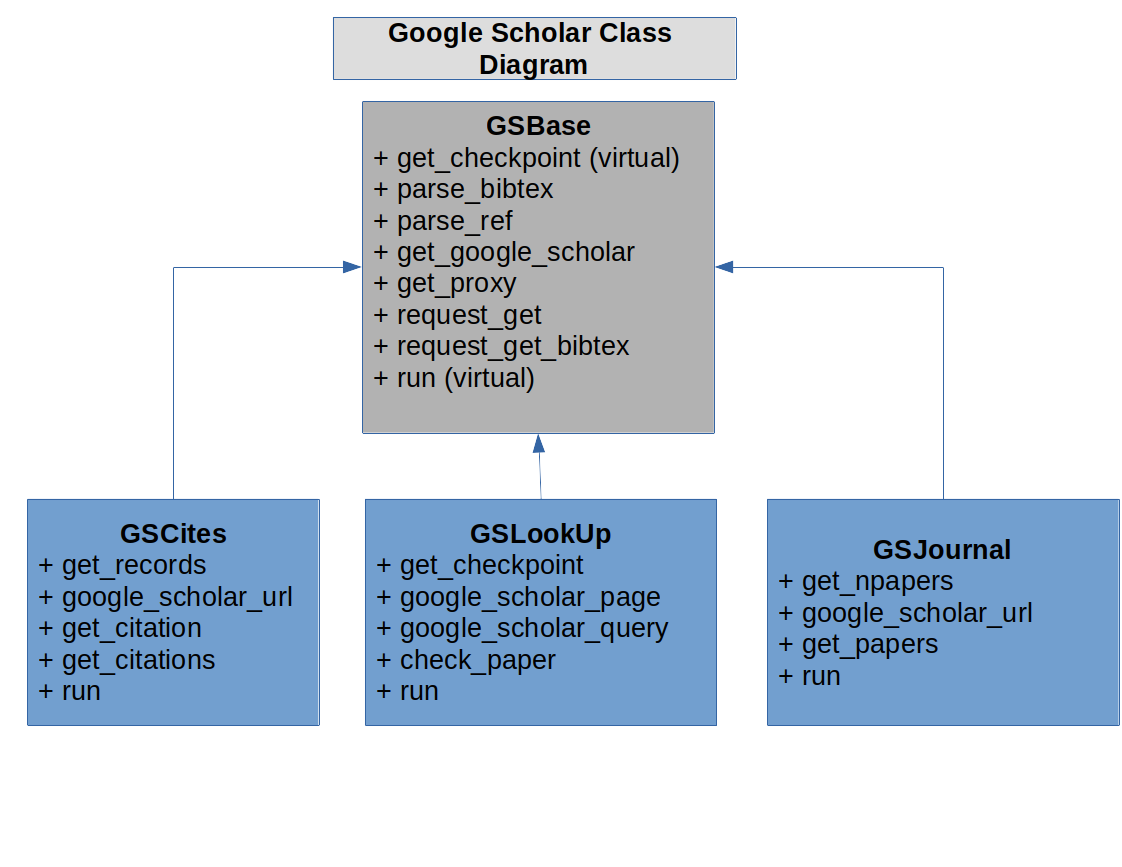 Google Scholar Class
Diagram
GSBase
+ get_checkpoint (virtual)
+ parse_bibtex
+ parse_ref
+ get_google_scholar
+ get_proxy
+ request_get
+ request_get_bibtex
+ run (virtual)
GSCites
+ get_records
+ google_scholar_url
+ get_citation
+ get_citations
+ run
GSLookUp
+ get_checkpoint
+ google_scholar_page
+ google_scholar_query
+ check_paper
+ run
GSJournal
+ get_npapers
+ google_scholar_url
+ get_papers
+ run